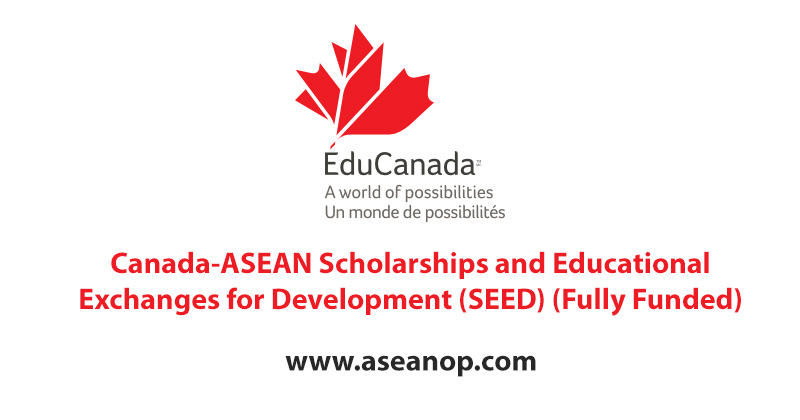 EduCanada
A world of possibilities
Un monde de possibilités
Canada-ASEAN Scholarships and Educational
Exchanges for Development (SEED) (Fully Funded)
www.aseanop.com